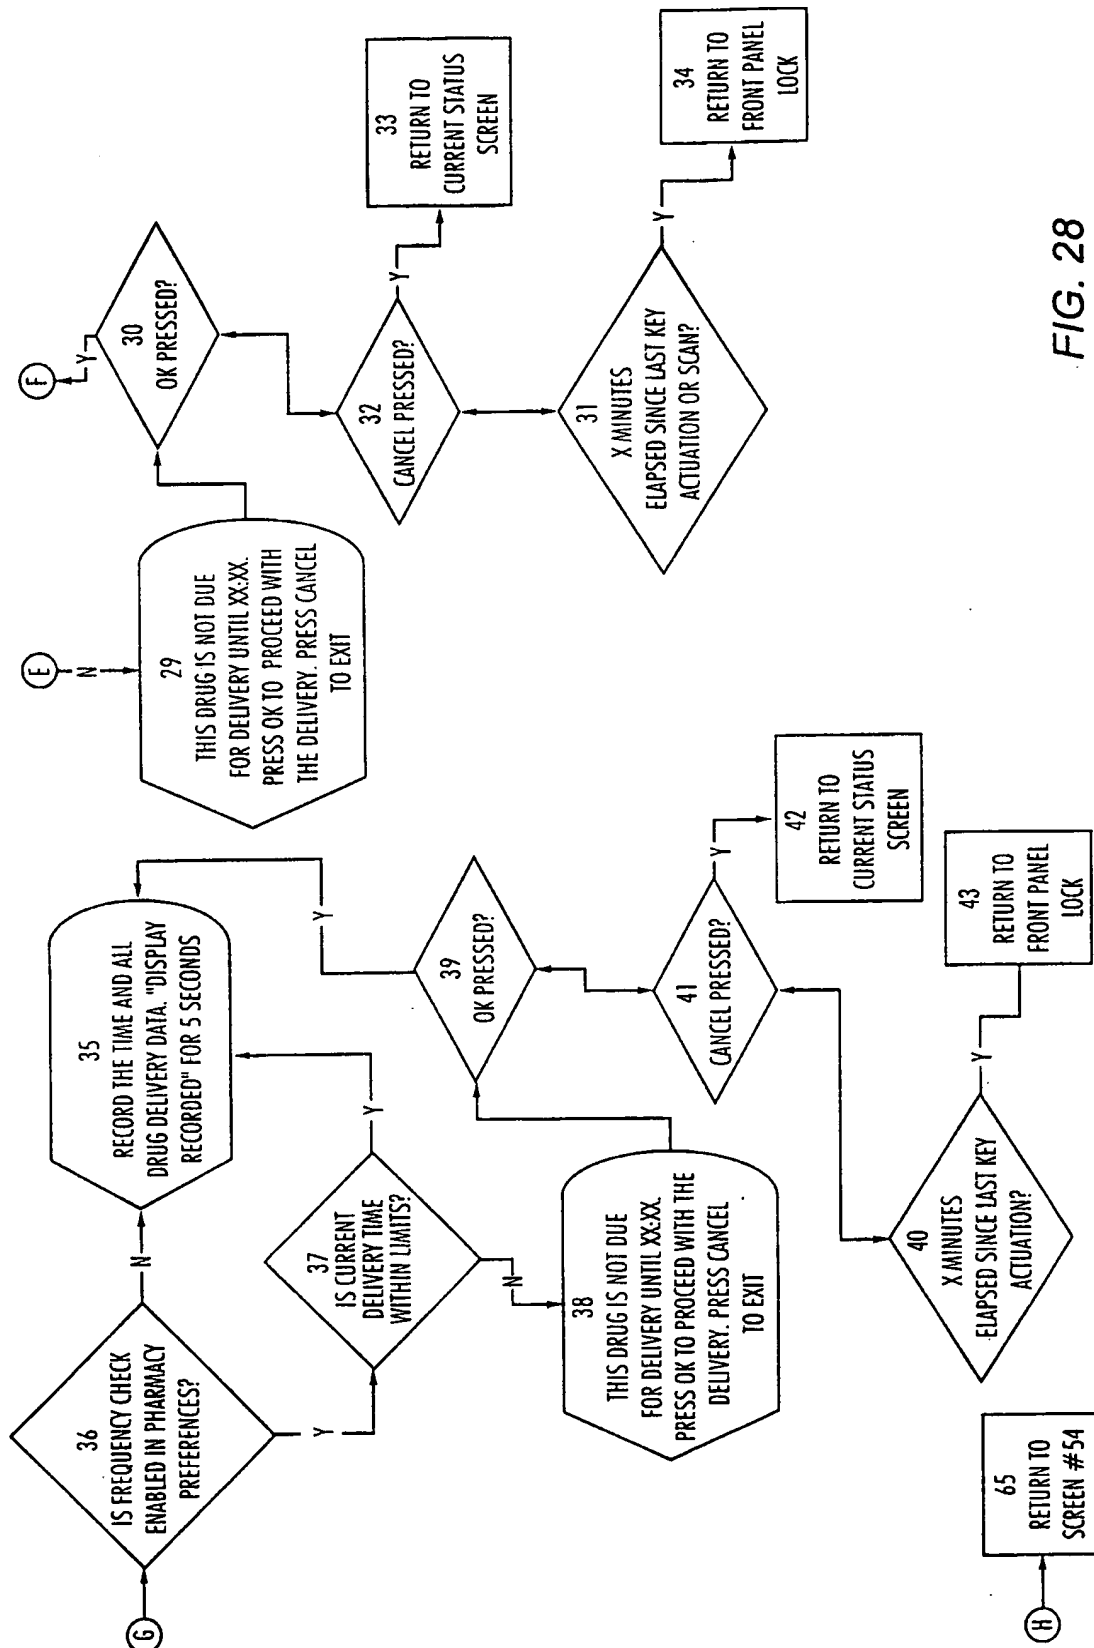 G
36
IS FREQUENCY CHECK
ENABLED IN PHARMACY
PREFERENCES?
N
Y
35
RECORD THE TIME AND ALL
DRUG DELIVERY DATA. "DISPLAY
RECORDED" FOR 5 SECONDS
37
IS CURRENT
DELIVERY TIME
WITHIN LIMITS?
Y
N
38
THIS DRUG IS NOT DUE
FOR DELIVERY UNTIL XX:XX.
PRESS OK TO PROCEED WITH THE
DELIVERY. PRESS CANCEL
TO EXIT
39
OK PRESSED?
Y
41
CANCEL PRESSED?
Y
42
RETURN TO
CURRENT STATUS
SCREEN
40
X MINUTES
ELAPSED SINCE LAST KEY
ACTUATION?
Y
43
RETURN TO
FRONT PANEL
LOCK
H
65
RETURN TO
SCREEN #54
E
N
29
THIS DRUG IS NOT DUE
FOR DELIVERY UNTIL XX:XX.
PRESS OK TO PROCEED WITH
THE DELIVERY. PRESS CANCEL
TO EXIT
F
Y
30
OK PRESSED?
32
CANCEL PRESSED?
Y
33
RETURN TO
CURRENT STATUS
SCREEN
31
X MINUTES
ELAPSED SINCE LAST KEY
ACTUATION OR SCAN?
Y
34
RETURN TO
FRONT PANEL
LOCK
FIG. 28